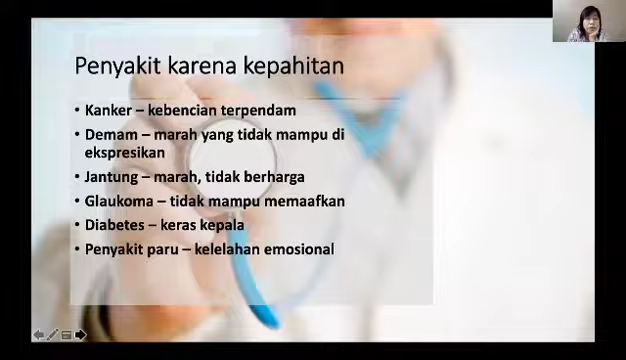 Penyakit karena kepahitan
• Kanker – kebencian terpendam
• Demam – marah yang tidak mampu di
ekspresikan
• Jantung – marah, tidak berharga
• Glaukoma – tidak mampu memaafkan
• Diabetes – keras kepala
• Penyakit paru – kelelahan emosional